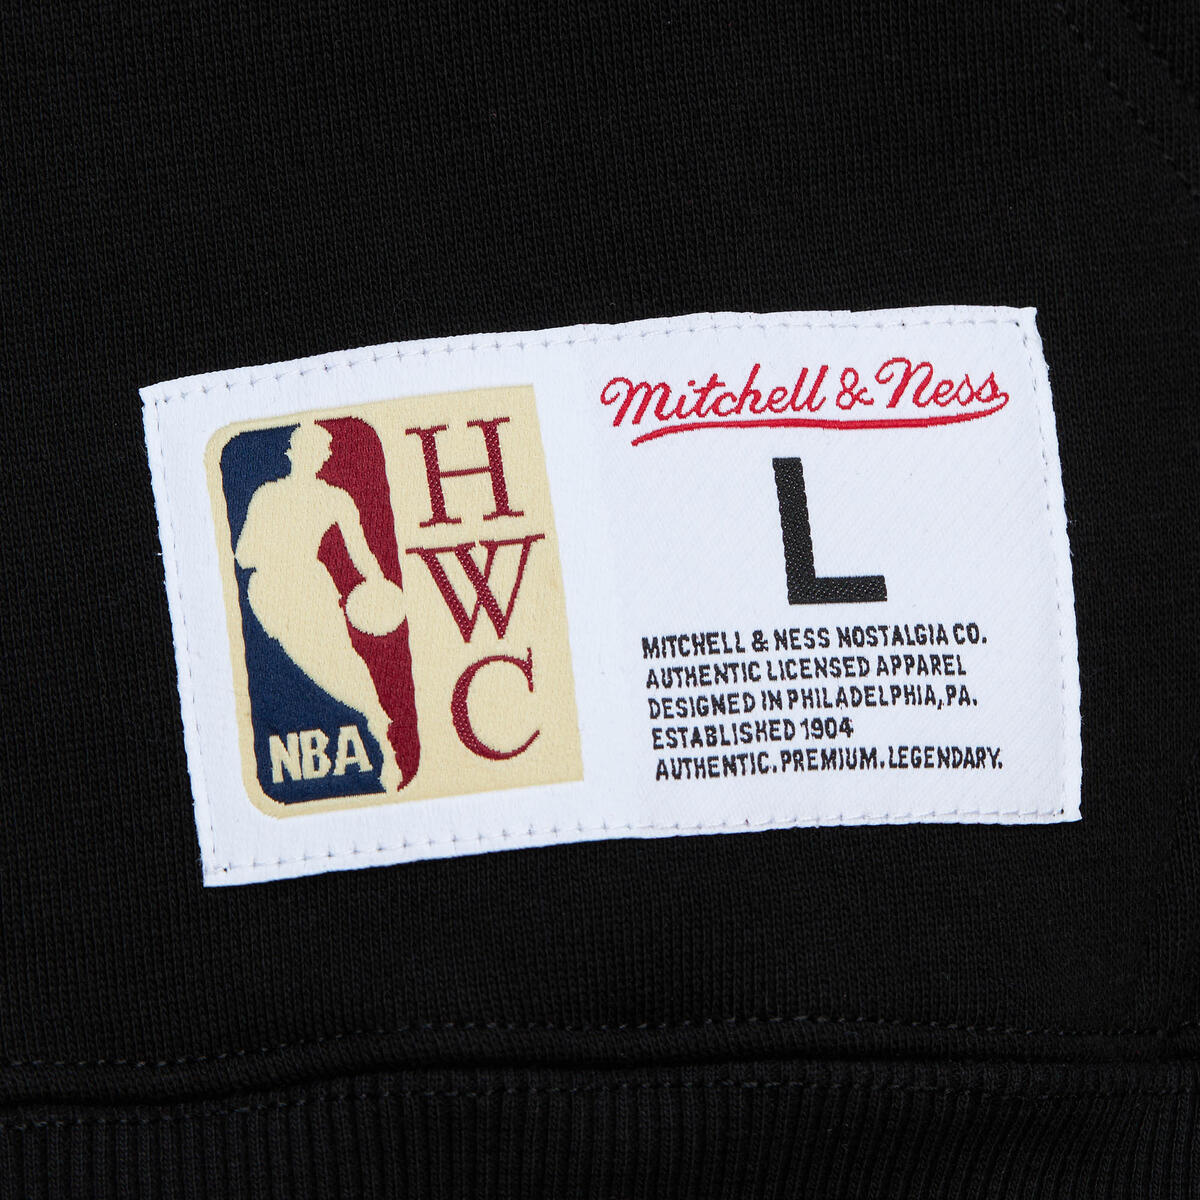 H
W
C
NBA
Mitchell & Ness
L
MITCHELL & NESS NOSTALGIA CO.
AUTHENTIC LICENSED APPAREL
DESIGNED IN PHILADELPHIA, PA.
ESTABLISHED 1904
AUTHENTIC. PREMIUM. LEGENDARY.